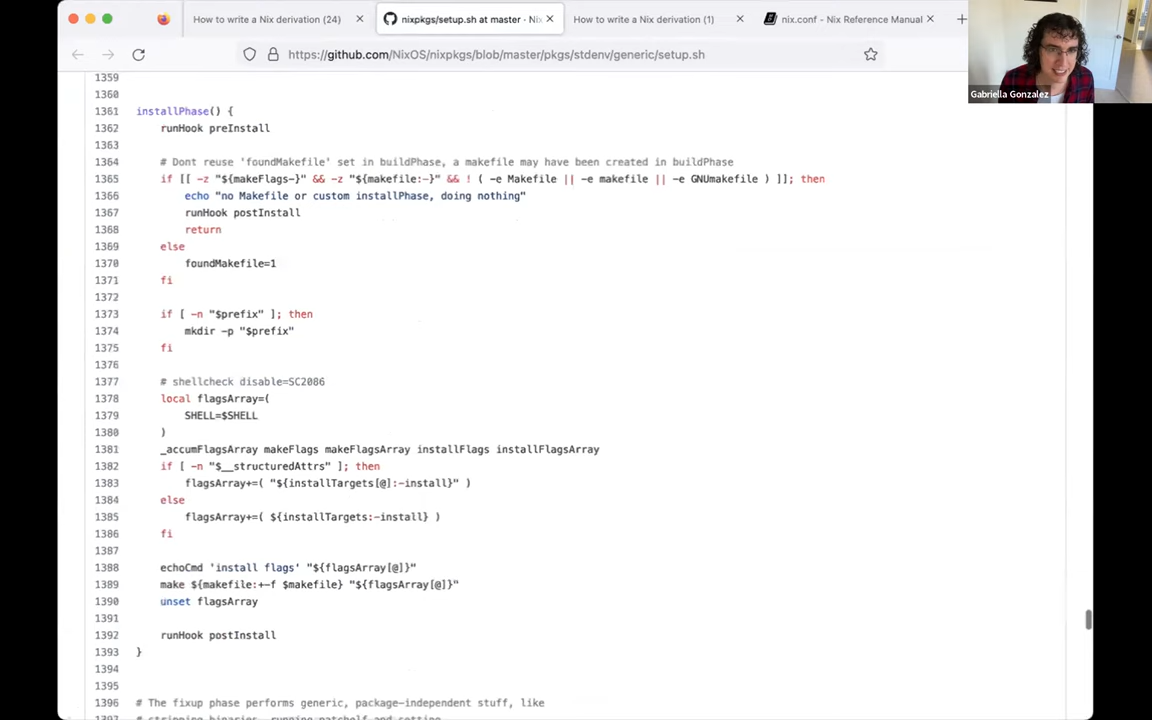 How to write a Nix derivation (24)
nixpkgs/setup.sh at master · Nix
How to write a Nix derivation (1)
nix.conf - Nix Reference Manual
https://github.com/NixOS/nixpkgs/blob/master/pkgs/stdenv/generic/setup.sh
Gabriella Gonzalez
1359
1360
1361 installPhase() {
1362 runHook preInstall
1363
1364 # Dont reuse 'foundMakefile' set in buildPhase, a makefile may have been created in buildPhase
1365 if [[ -z "${makeFlags-}" && -z "${makefile:-}" && ! ( -e Makefile || -e makefile || -e GNUmakefile ) ]]; then
1366 echo "no Makefile or custom installPhase, doing nothing"
1367 runHook postInstall
1368 return
1369 else
1370 foundMakefile=1
1371 fi
1372
1373 if [ -n "$prefix" ]; then
1374 mkdir -p "$prefix"
1375 fi
1376
1377 # shellcheck disable=SC2086
1378 local flagsArray=(
1379 SHELL=$SHELL
1380 )
1381 _accumFlagsArray makeFlags makeFlagsArray installFlags installFlagsArray
1382 if [ -n "$__structuredAttrs" ]; then
1383 flagsArray+=( "${installTargets[@]:-install}" )
1384 else
1385 flagsArray+=( ${installTargets:-install} )
1386 fi
1387
1388 echoCmd 'install flags' "${flagsArray[@]}"
1389 make ${makefile:+-f $makefile} "${flagsArray[@]}"
1390 unset flagsArray
1391
1392 runHook postInstall
1393 }
1394
1395
1396 # The fixup phase performs generic, package-independent stuff, like
1397 # stripping binaries, running patchelf and setting